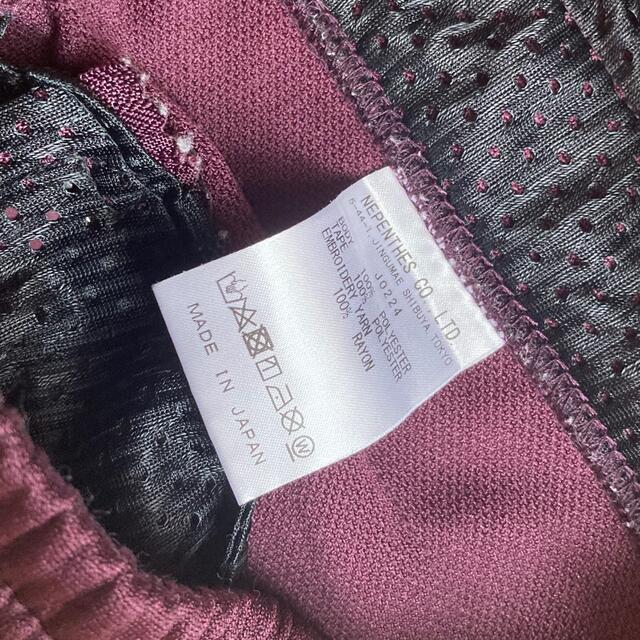 NEPENTHES CO., LTD
5-44-1, JINGUMAE SHIBUYA TOKYO
JO224
BODY 100% POLYESTER
TAPE 100% POLYESTER
EMBROIDERY YARN
100% RAYON
W
MADE IN JAPAN